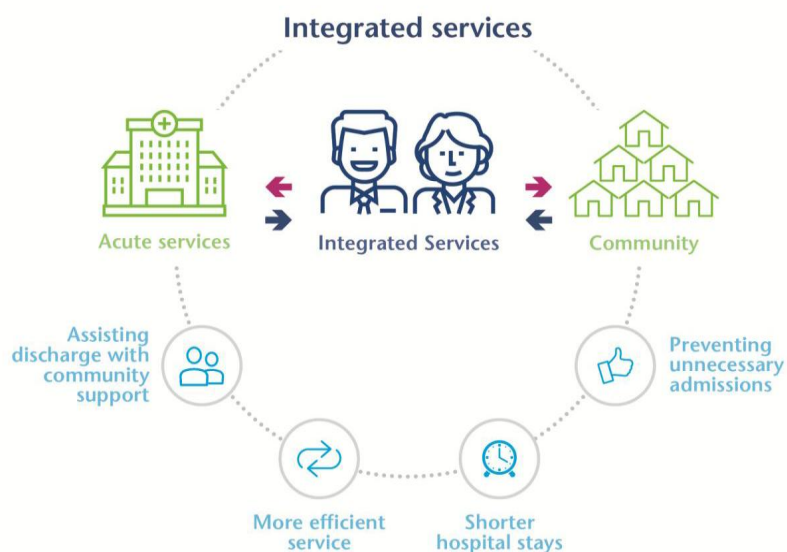 Integrated services
Acute services
Integrated Services
Community
Assisting
discharge with
community
support
Preventing
unnecessary
admissions
More efficient
service
Shorter
hospital stays